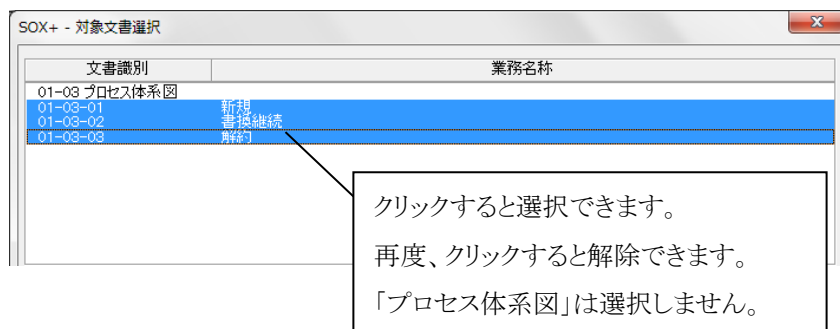 SOX+ - 対象文書選択
文書識別 業務名称
01-03 プロセス体系図
01-03-01 新規
01-03-02 書換継続
01-03-03 解約
クリックすると選択できます。
再度、クリックすると解除できます。
「プロセス体系図」は選択しません。